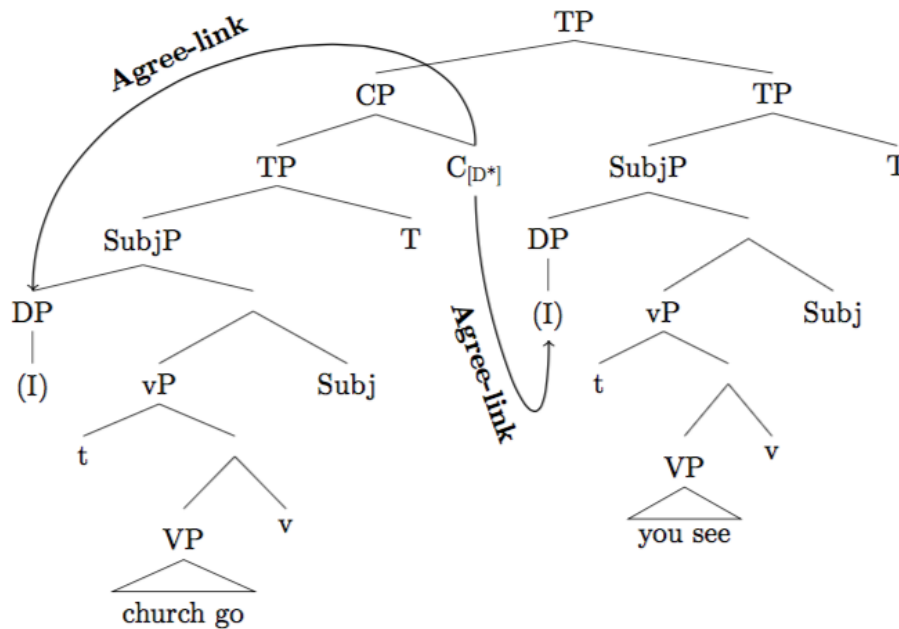 TP
Agree-link
CP TP
TP C[D*] SubjP T
SubjP T DP
DP (I) vP Subj
(I) vP Subj t
Agree-link
t VP v
VP v you see
church go